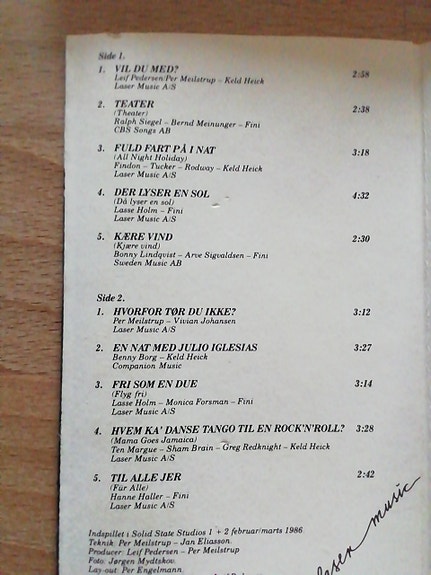 Side 1.
1. VIL DU MED? 2:58
Leif Pedersen/Per Meilstrup – Keld Heick
Laser Music A/S
2. TEATER 2:38
(Theater)
Ralph Siegel – Bernd Meinunger – Fini
CBS Songs AB
3. FULD FART PÅ I NAT 3:18
(All Night Holiday)
Findon – Tucker – Rodway – Keld Heick
Laser Music A/S
4. DER LYSER EN SOL 4:32
(Då lyser en sol)
Lasse Holm – Fini
Laser Music A/S
5. KÆRE VIND 2:30
(Kjære vind)
Bonny Lindqvist – Arve Sigvaldsen – Fini
Sweden Music AB
Side 2.
1. HVORFOR TØR DU IKKE? 3:12
Per Meilstrup – Vivian Johansen
Laser Music A/S
2. EN NAT MED JULIO IGLESIAS 3:27
Benny Borg – Keld Heick
Companion Music
3. FRI SOM EN DUE 3:14
(Flyg fri)
Lasse Holm – Monica Forsman – Fini
Laser Music A/S
4. HVEM KA' DANSE TANGO TIL EN ROCK'N'ROLL? 3:28
(Mama Goes Jamaica)
Ten Margue – Sham Brain – Greg Redknight – Keld Heick
Laser Music A/S
5. TIL ALLE JER 2:42
(Für Alle)
Hanne Haller – Fini
Laser Music A/S
Indspillet i Solid State Studios 1 + 2 februar/marts 1986.
Teknik: Per Meilstrup – Jan Eliasson.
Producer: Leif Pedersen – Per Meilstrup
Foto: Jørgen Mydtskov.
Lay-out: Per Engelmann.
laser music